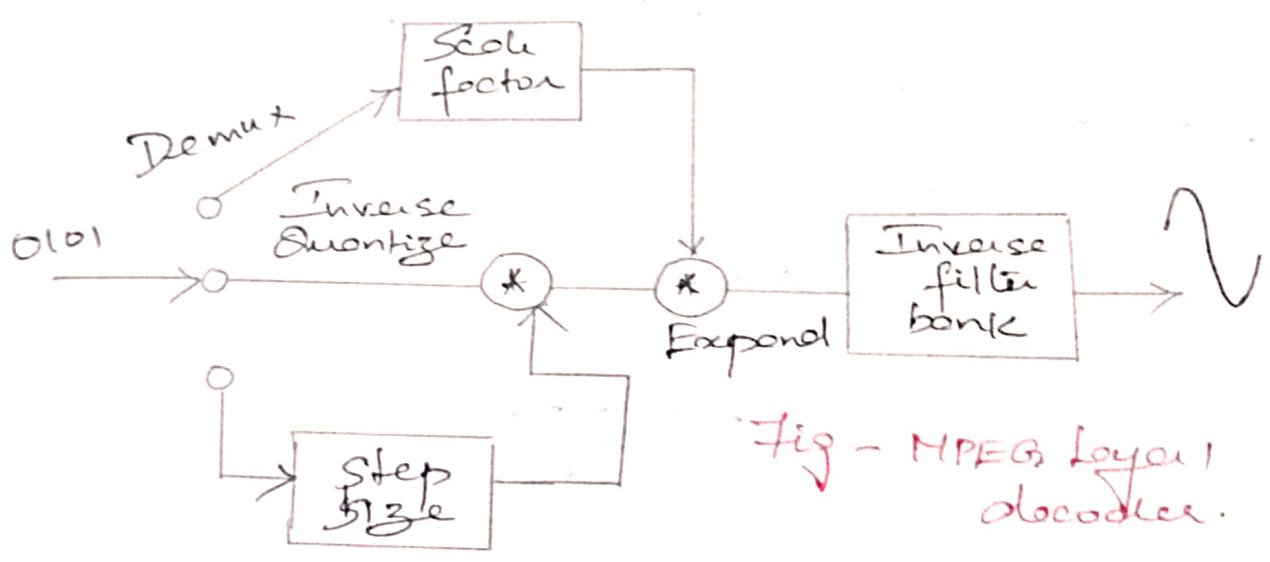 Scale
factor
Demux
0101
Inverse
Quantize
*
*
Expand
Inverse
filter
bank
Step
Size
Fig - MPEG Layer 1
decoder.